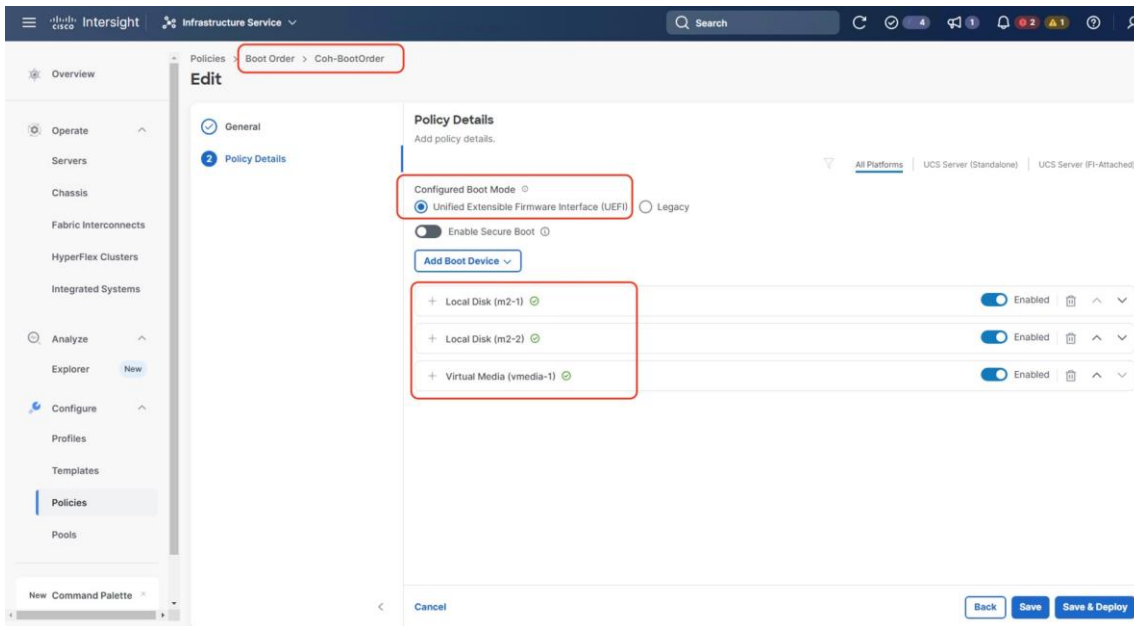 cisco Intersight
Infrastructure Service
Search
4
1
2
1
Policies > Boot Order > Coh-BootOrder
Edit
Overview
Operate
Servers
Chassis
Fabric Interconnects
HyperFlex Clusters
Integrated Systems
Analyze
Explorer New
Configure
Profiles
Templates
Policies
Pools
New Command Palette
General
2 Policy Details
Policy Details
Add policy details.
All Platforms | UCS Server (Standalone) | UCS Server (FI-Attached)
Configured Boot Mode
Unified Extensible Firmware Interface (UEFI) Legacy
Enable Secure Boot
Add Boot Device
+ Local Disk (m2-1) Enabled
+ Local Disk (m2-2) Enabled
+ Virtual Media (vmedia-1) Enabled
< Cancel Back Save Save & Deploy